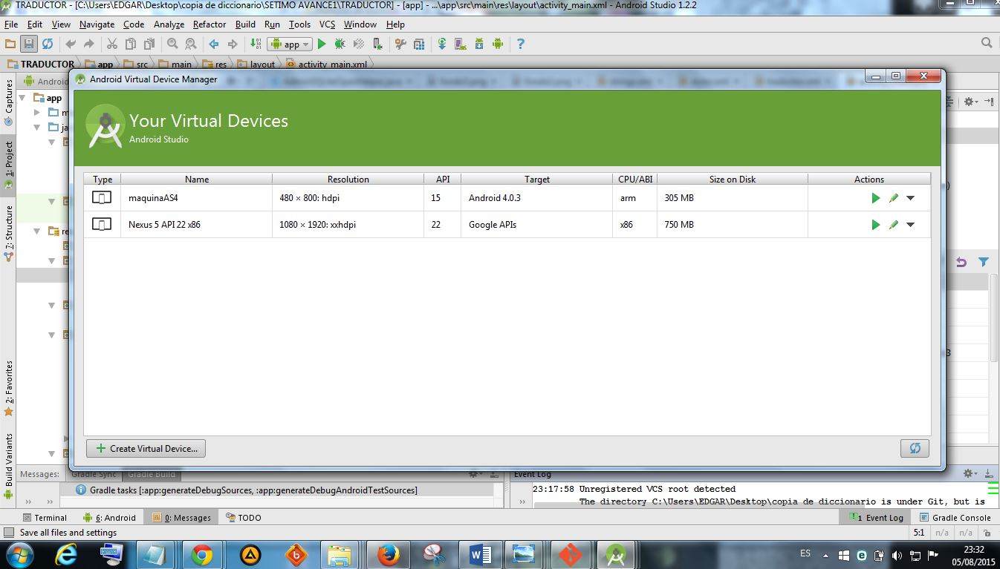 TRADUCTOR - [C:\Users\EDGAR\Desktop\copia de diccionario\SETIMO AVANCE1\TRADUCTOR] - [app] - ...\app\src\main\res\layout\activity_main.xml - Android Studio 1.2.2
File Edit View Navigate Code Analyze Refactor Build Run Tools VCS Window Help
app
TRADUCTOR app src main res layout activity_main.xml
Android Virtual Device Manager
Captures
Android
app
1: Project
Your Virtual Devices
Android Studio
Type Name Resolution API Target CPU/ABI Size on Disk Actions
maquinaAS4 480 × 800: hdpi 15 Android 4.0.3 arm 305 MB
Nexus 5 API 22 x86 1080 × 1920: xxhdpi 22 Google APIs x86 750 MB
7: Structure
2: Favorites
Build Variants
Create Virtual Device...
Messages: Gradle Sync Gradle Build
Event Log
Gradle tasks [:app:generateDebugSources, :app:generateDebugAndroidTestSources]
23:17:58 Unregistered VCS root detected
The directory C:\Users\EDGAR\Desktop\copia de diccionario is under Git, but is
Terminal 6: Android 0: Messages TODO 1 Event Log Gradle Console
Save all files and settings 5:1 n/a n/a
ES 23:32
05/08/2015